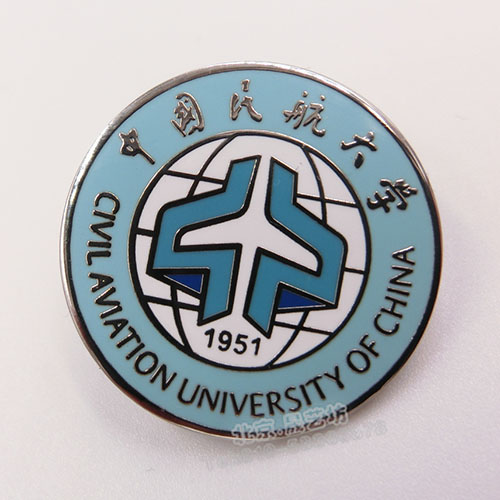 中国民航大学
CIVIL AVIATION UNIVERSITY OF CHINA
1951